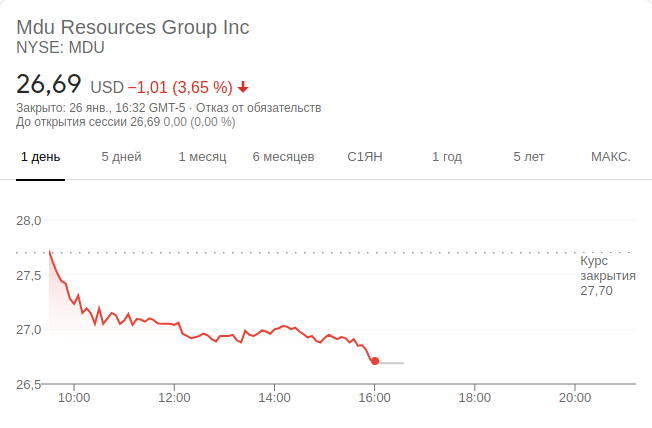 Mdu Resources Group Inc
NYSE: MDU
26,69 USD −1,01 (3,65 %)
Закрыто: 26 янв., 16:32 GMT-5 · Отказ от обязательств
До открытия сессии 26,69 0,00 (0,00 %)
1 день 5 дней 1 месяц 6 месяцев С1ЯН 1 год 5 лет МАКС.
28,0
Курс
закрытия
27,70
27,5
27,0
26,5
10:00 12:00 14:00 16:00 18:00 20:00